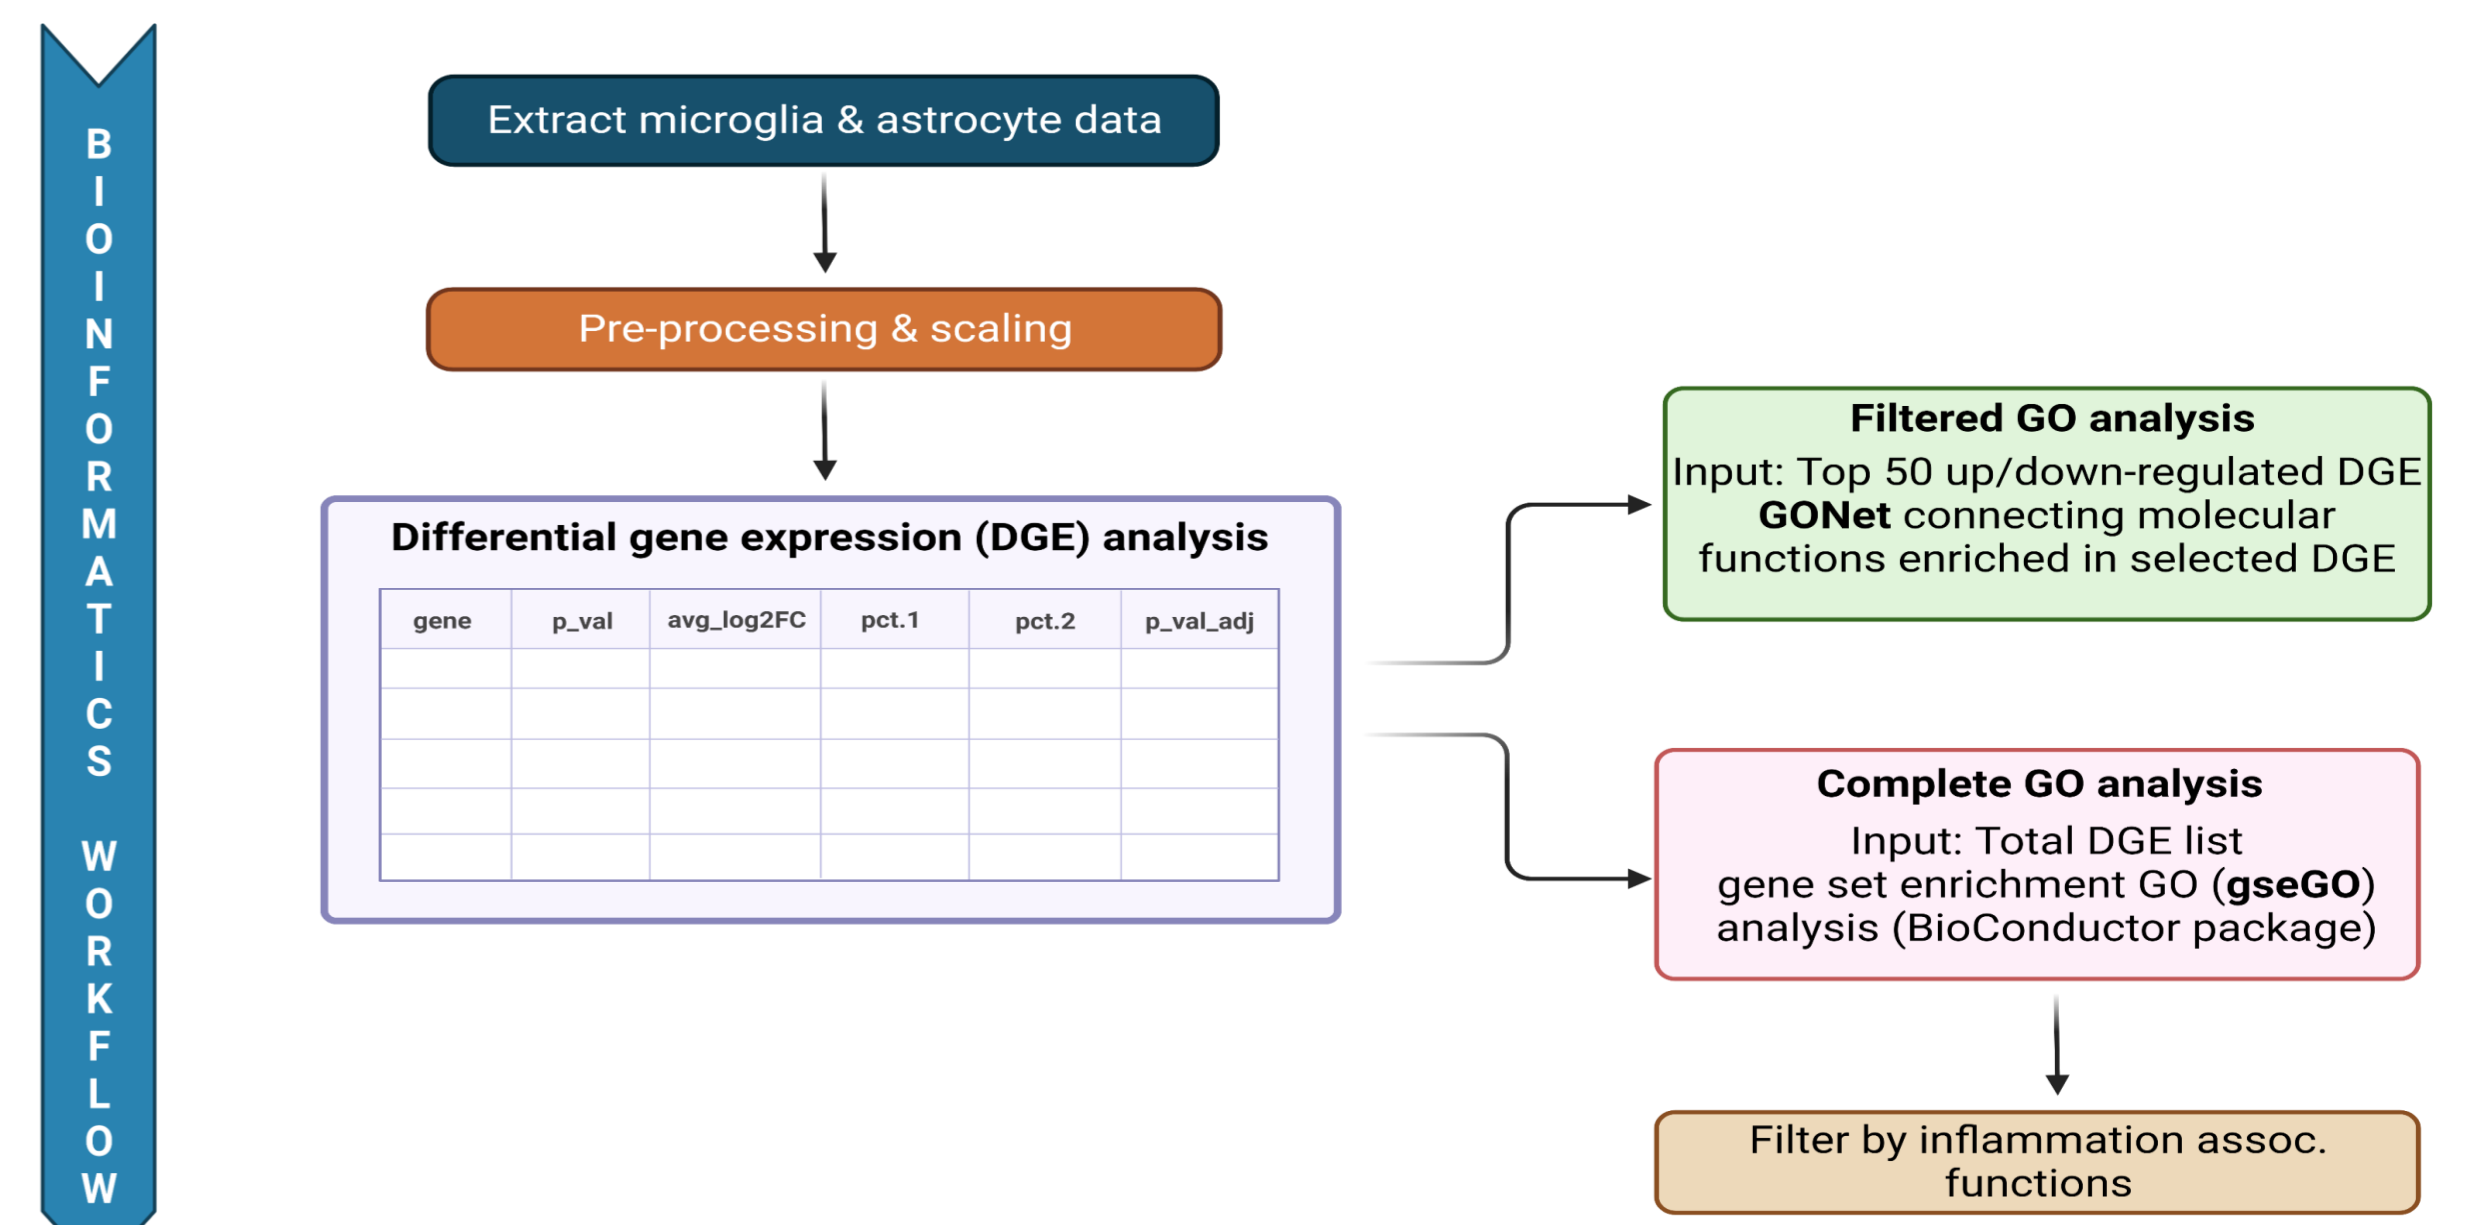 BIOINFORMATICS WORKFLOW
Extract microglia & astrocyte data
Pre-processing & scaling
Differential gene expression (DGE) analysis
gene p_val avg_log2FC pct.1 pct.2 p_val_adj
Filtered GO analysis
Input: Top 50 up/down-regulated DGE
GONet connecting molecular
functions enriched in selected DGE
Complete GO analysis
Input: Total DGE list
gene set enrichment GO (gseGO)
analysis (BioConductor package)
Filter by inflammation assoc.
functions